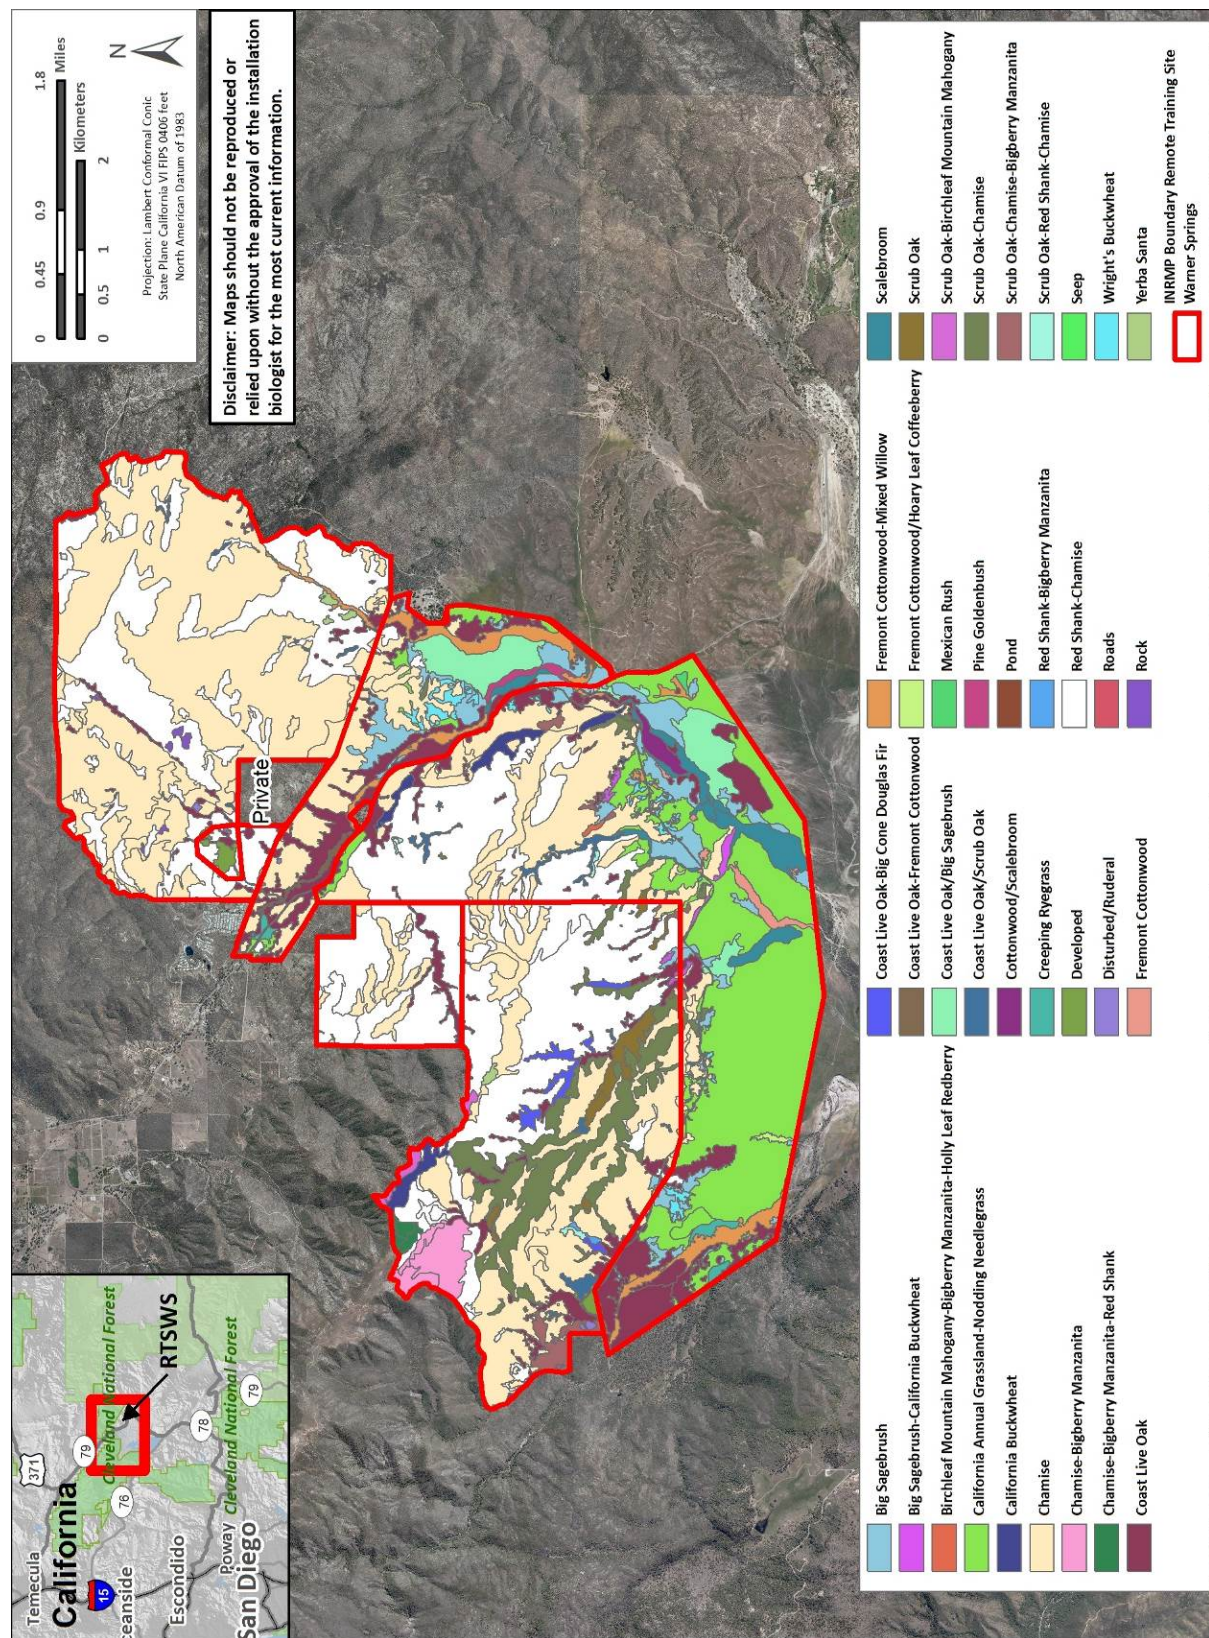 Temecula
California
371
79
Cleveland National Forest
15
76
RTSWS
ceanside
Escondido
78
Cleveland National Forest
79
Poway
San Diego
Private
0 0.45 0.9 1.8
Miles
Kilometers
0 0.5 1 2
N
Projection: Lambert Conformal Conic
State Plane California VI FIPS 0406 feet
North American Datum of 1983
Disclaimer: Maps should not be reproduced or
relied upon without the approval of the installation
biologist for the most current information.
Big Sagebrush
Big Sagebrush-California Buckwheat
Birchleaf Mountain Mahogany-Bigberry Manzanita-Holly Leaf Redberry
California Annual Grassland-Nodding Needlegrass
California Buckwheat
Chamise
Chamise-Bigberry Manzanita
Chamise-Bigberry Manzanita-Red Shank
Coast Live Oak
Coast Live Oak-Big Cone Douglas Fir
Coast Live Oak-Fremont Cottonwood
Coast Live Oak/Big Sagebrush
Coast Live Oak/Scrub Oak
Cottonwood/Scalebroom
Creeping Ryegrass
Developed
Disturbed/Ruderal
Fremont Cottonwood
Fremont Cottonwood-Mixed Willow
Fremont Cottonwood/Hoary Leaf Coffeeberry
Mexican Rush
Pine Goldenbush
Pond
Red Shank-Bigberry Manzanita
Red Shank-Chamise
Roads
Rock
Scalebroom
Scrub Oak
Scrub Oak-Birchleaf Mountain Mahogany
Scrub Oak-Chamise
Scrub Oak-Chamise-Bigberry Manzanita
Scrub Oak-Red Shank-Chamise
Seep
Wright's Buckwheat
Yerba Santa
INRMP Boundary Remote Training Site
Warner Springs